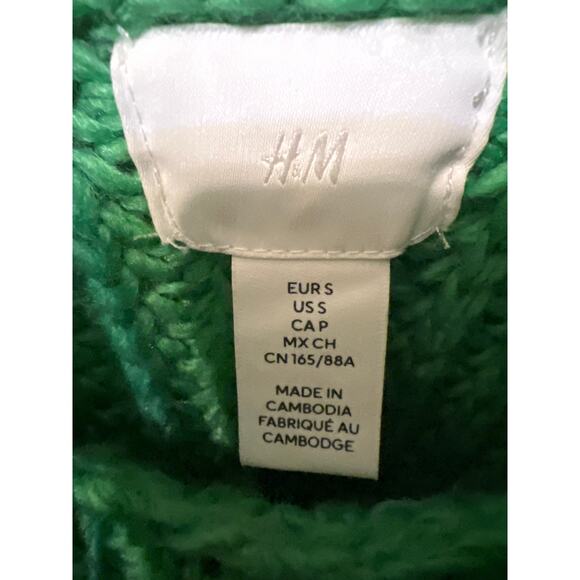 H&M
EUR S
US S
CA P
MX CH
CN 165/88A
MADE IN
CAMBODIA
FABRIQUÉ AU
CAMBODGE